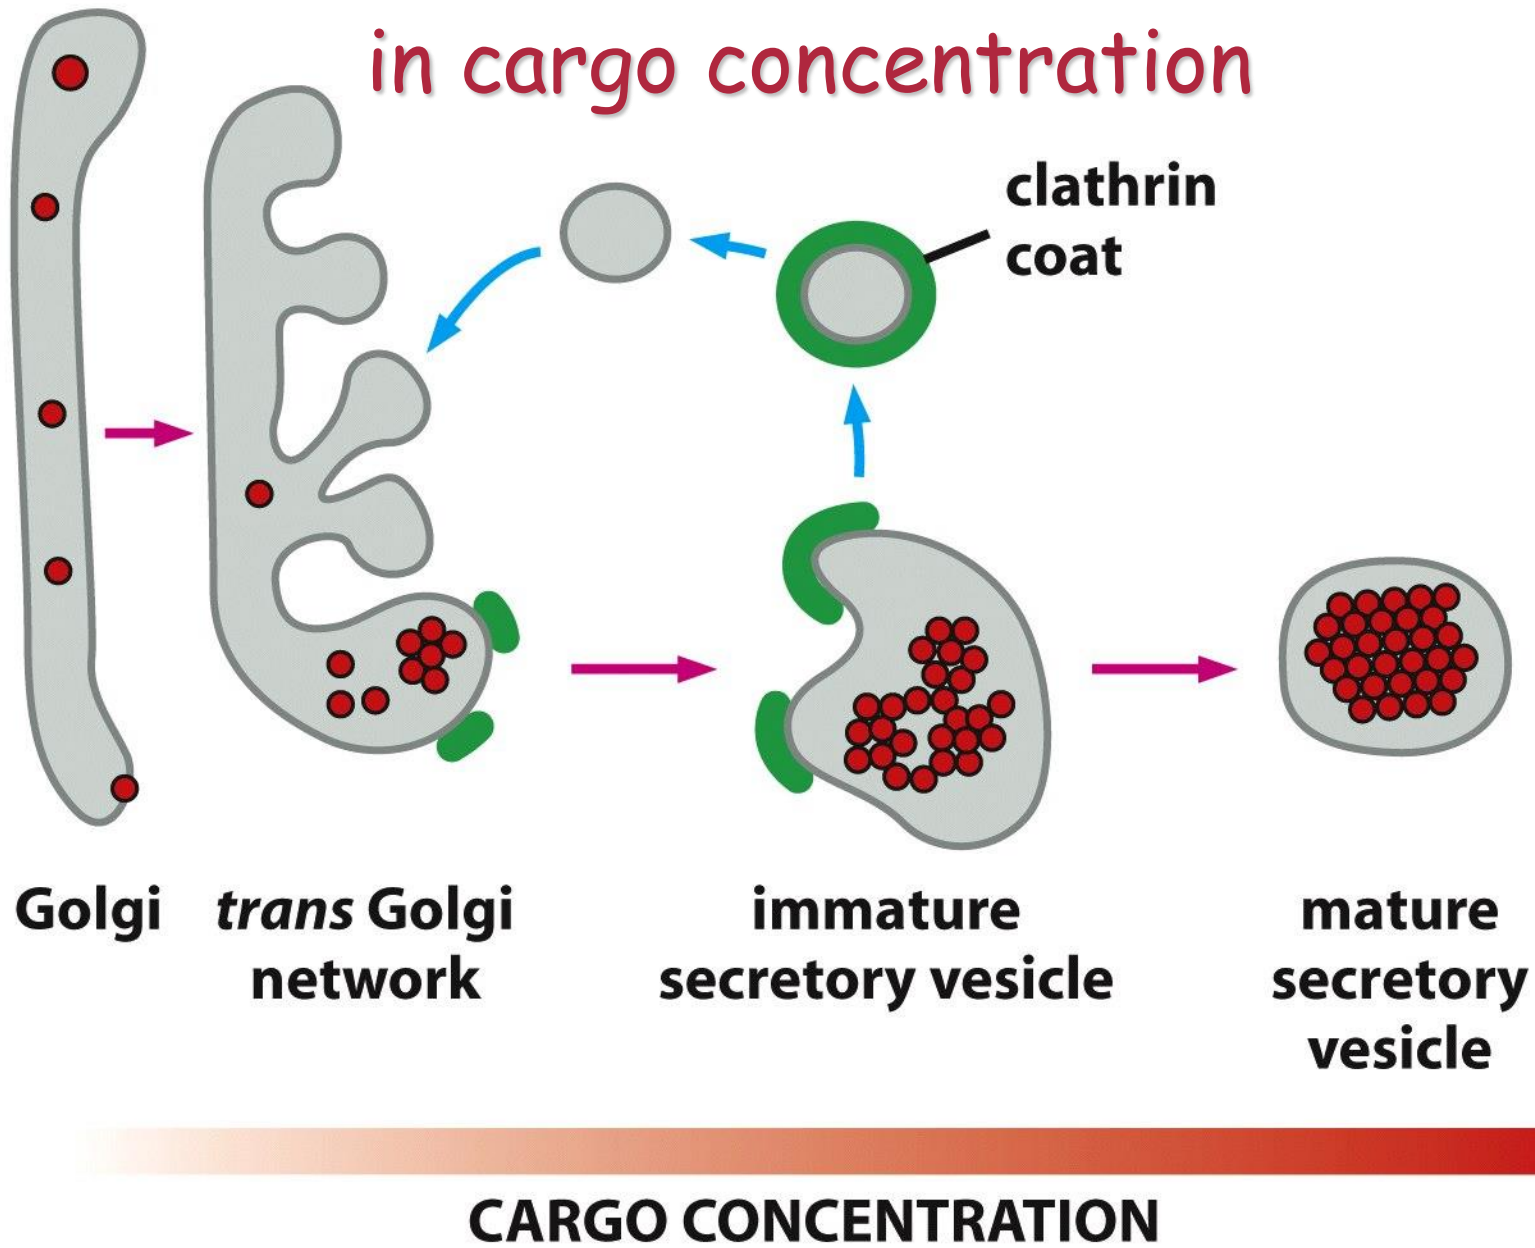 in cargo concentration
clathrin
coat
Golgi
trans Golgi
network
immature
secretory vesicle
mature
secretory
vesicle
CARGO CONCENTRATION